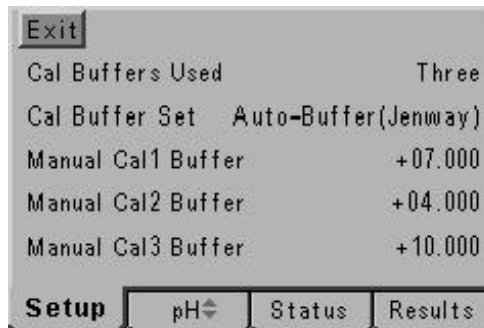 Exit
Cal Buffers Used Three
Cal Buffer Set Auto-Buffer(Jenway)
Manual Cal1 Buffer +07.000
Manual Cal2 Buffer +04.000
Manual Cal3 Buffer +10.000
Setup pH Status Results